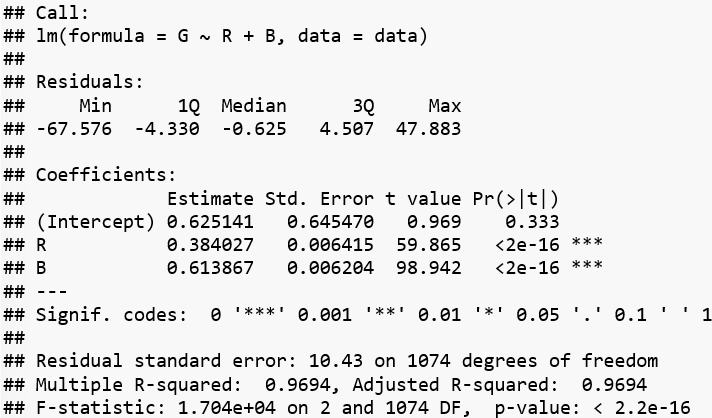 ## Call:
## lm(formula = G ~ R + B, data = data)
##
## Residuals:
##     Min      1Q  Median      3Q     Max
## -67.576  -4.330  -0.625   4.507  47.883
##
## Coefficients:
##             Estimate Std. Error t value Pr(>|t|)
## (Intercept) 0.625141   0.645470   0.969    0.333
## R           0.384027   0.006415  59.865   <2e-16 ***
## B           0.613867   0.006204  98.942   <2e-16 ***
## ---
## Signif. codes:  0 '***' 0.001 '**' 0.01 '*' 0.05 '.' 0.1 ' ' 1
##
## Residual standard error: 10.43 on 1074 degrees of freedom
## Multiple R-squared:  0.9694, Adjusted R-squared:  0.9694
## F-statistic: 1.704e+04 on 2 and 1074 DF,  p-value: < 2.2e-16